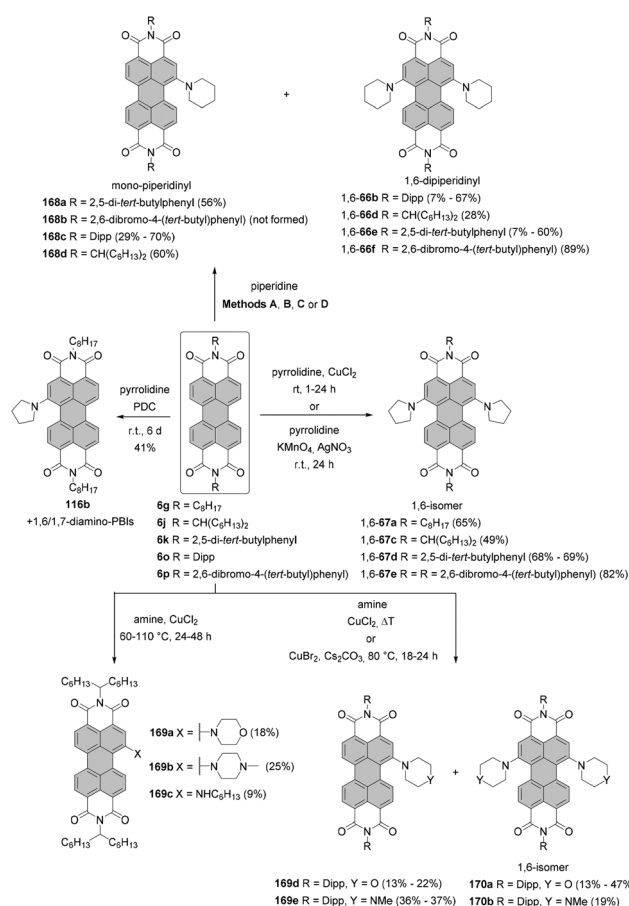 R
R
O
N
O
O
N
O
N
N
N
+
O
N
O
O
N
O
R
R
mono-piperidinyl
1,6-dipiperidinyl
168a R = 2,5-di-tert-butylphenyl (56%)
168b R = 2,6-dibromo-4-(tert-butyl)phenyl) (not formed)
168c R = Dipp (29% - 70%)
168d R = CH(C6H13)2 (60%)
1,6-66b R = Dipp (7% - 67%)
1,6-66d R = CH(C6H13)2 (28%)
1,6-66e R = 2,5-di-tert-butylphenyl (7% - 60%)
1,6-66f R = 2,6-dibromo-4-(tert-butyl)phenyl (89%)
piperidine
Methods A, B, C or D
C8H17
O
N
O
N
O
N
O
C8H17
116b
+1,6/1,7-diamino-PBIs
pyrrolidine
PDC
r.t., 6 d
41%
R
O
N
O
O
N
O
R
6g R = C8H17
6j R = CH(C6H13)2
6k R = 2,5-di-tert-butylphenyl
6o R = Dipp
6p R = 2,6-dibromo-4-(tert-butyl)phenyl)
pyrrolidine, CuCl2
rt, 1-24 h
or
pyrrolidine
KMnO4, AgNO3
r.t., 24 h
R
O
N
O
N
N
O
N
O
R
1,6-isomer
1,6-67a R = C8H17 (65%)
1,6-67c R = CH(C6H13)2 (49%)
1,6-67d R = 2,5-di-tert-butylphenyl (68% - 69%)
1,6-67e R = R = 2,6-dibromo-4-(tert-butyl)phenyl) (82%)
amine, CuCl2
60-110 °C, 24-48 h
amine
CuCl2, ΔT
or
CuBr2, Cs2CO3, 80 °C, 18-24 h
C6H13 C6H13
O
N
O
X
O
N
O
C6H13 C6H13
169a X = N O (18%)
169b X = N N (25%)
169c X = NHC6H13 (9%)
R
O
N
O
N
Y
O
N
O
R
+
R
O
N
O
Y
N
N
Y
O
N
O
R
1,6-isomer
169d R = Dipp, Y = O (13% - 22%)
169e R = Dipp, Y = NMe (36% - 37%)
170a R = Dipp, Y = O (13% - 47%
170b R = Dipp, Y = NMe (19%)